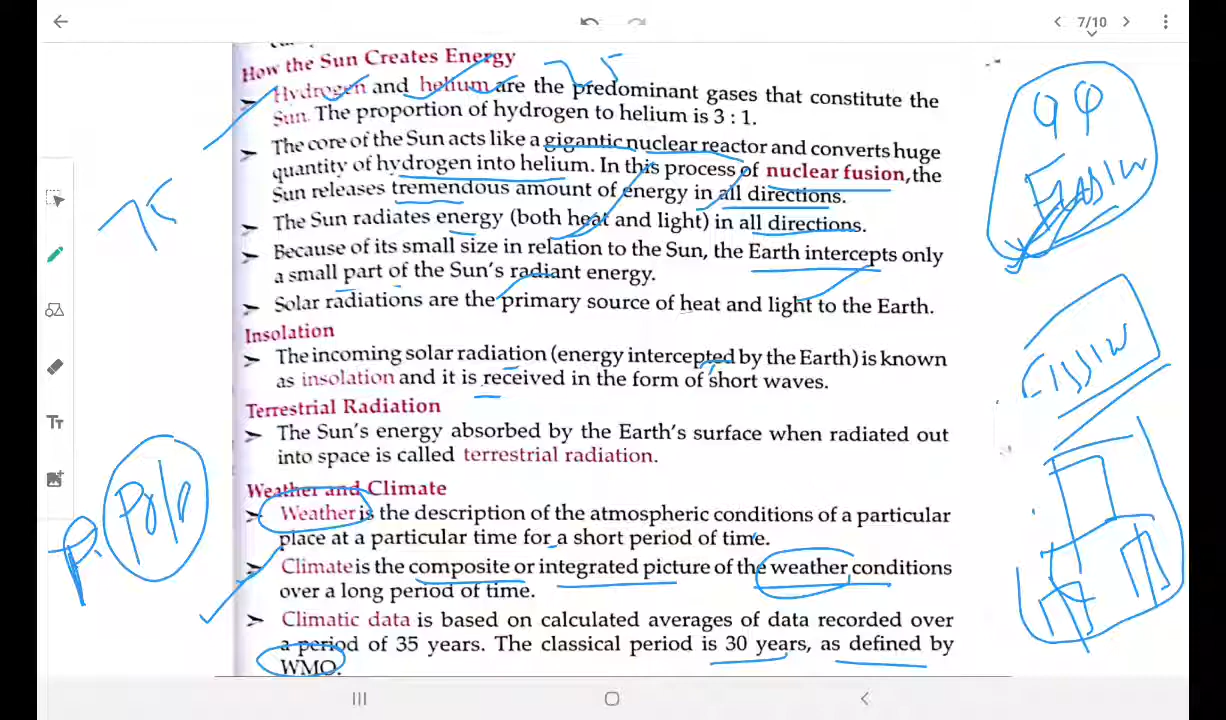 7/10
How the Sun Creates Energy
➤ Hydrogen and helium are the predominant gases that constitute the
Sun. The proportion of hydrogen to helium is 3 : 1.
➤ The core of the Sun acts like a gigantic nuclear reactor and converts huge
quantity of hydrogen into helium. In this process of nuclear fusion, the
Sun releases tremendous amount of energy in all directions.
➤ The Sun radiates energy (both heat and light) in all directions.
➤ Because of its small size in relation to the Sun, the Earth intercepts only
a small part of the Sun's radiant energy.
➤ Solar radiations are the primary source of heat and light to the Earth.
Insolation
➤ The incoming solar radiation (energy intercepted by the Earth) is known
as insolation and it is received in the form of short waves.
Terrestrial Radiation
➤ The Sun's energy absorbed by the Earth's surface when radiated out
into space is called terrestrial radiation.
Weather and Climate
➤ Weather is the description of the atmospheric conditions of a particular
place at a particular time for a short period of time.
➤ Climate is the composite or integrated picture of the weather conditions
over a long period of time.
➤ Climatic data is based on calculated averages of data recorded over
a period of 35 years. The classical period is 30 years, as defined by
WMO.
75
25
Fission
Tт